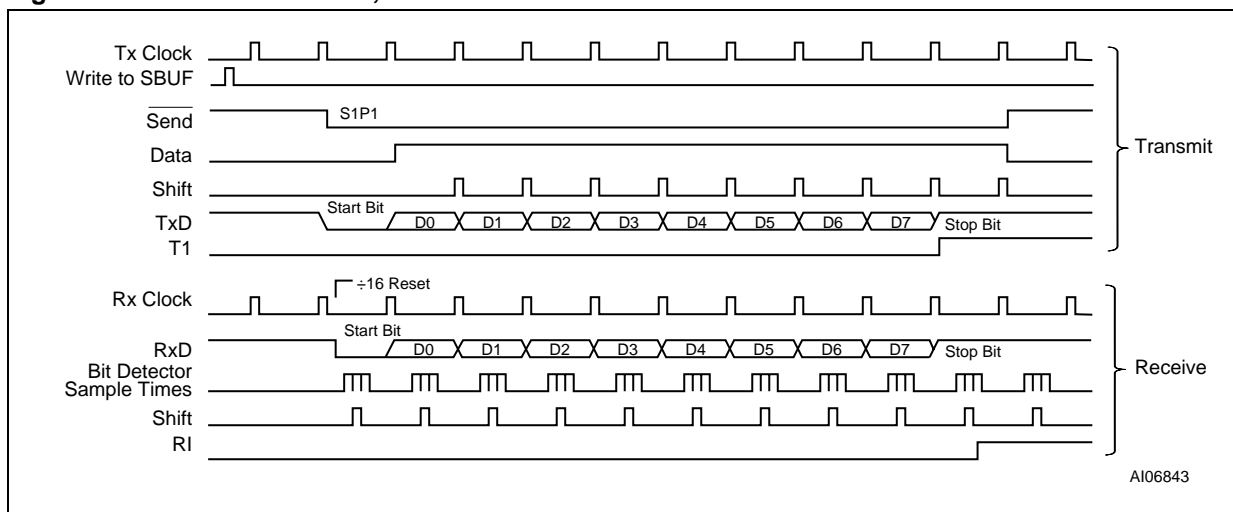 Tx Clock
Write to SBUF
Send
S1P1
Data
Shift
TxD
Start Bit
D0 D1 D2 D3 D4 D5 D6 D7
Stop Bit
T1
Transmit
÷16 Reset
Rx Clock
RxD
Start Bit
D0 D1 D2 D3 D4 D5 D6 D7
Stop Bit
Bit Detector
Sample Times
Shift
RI
Receive
AI06843